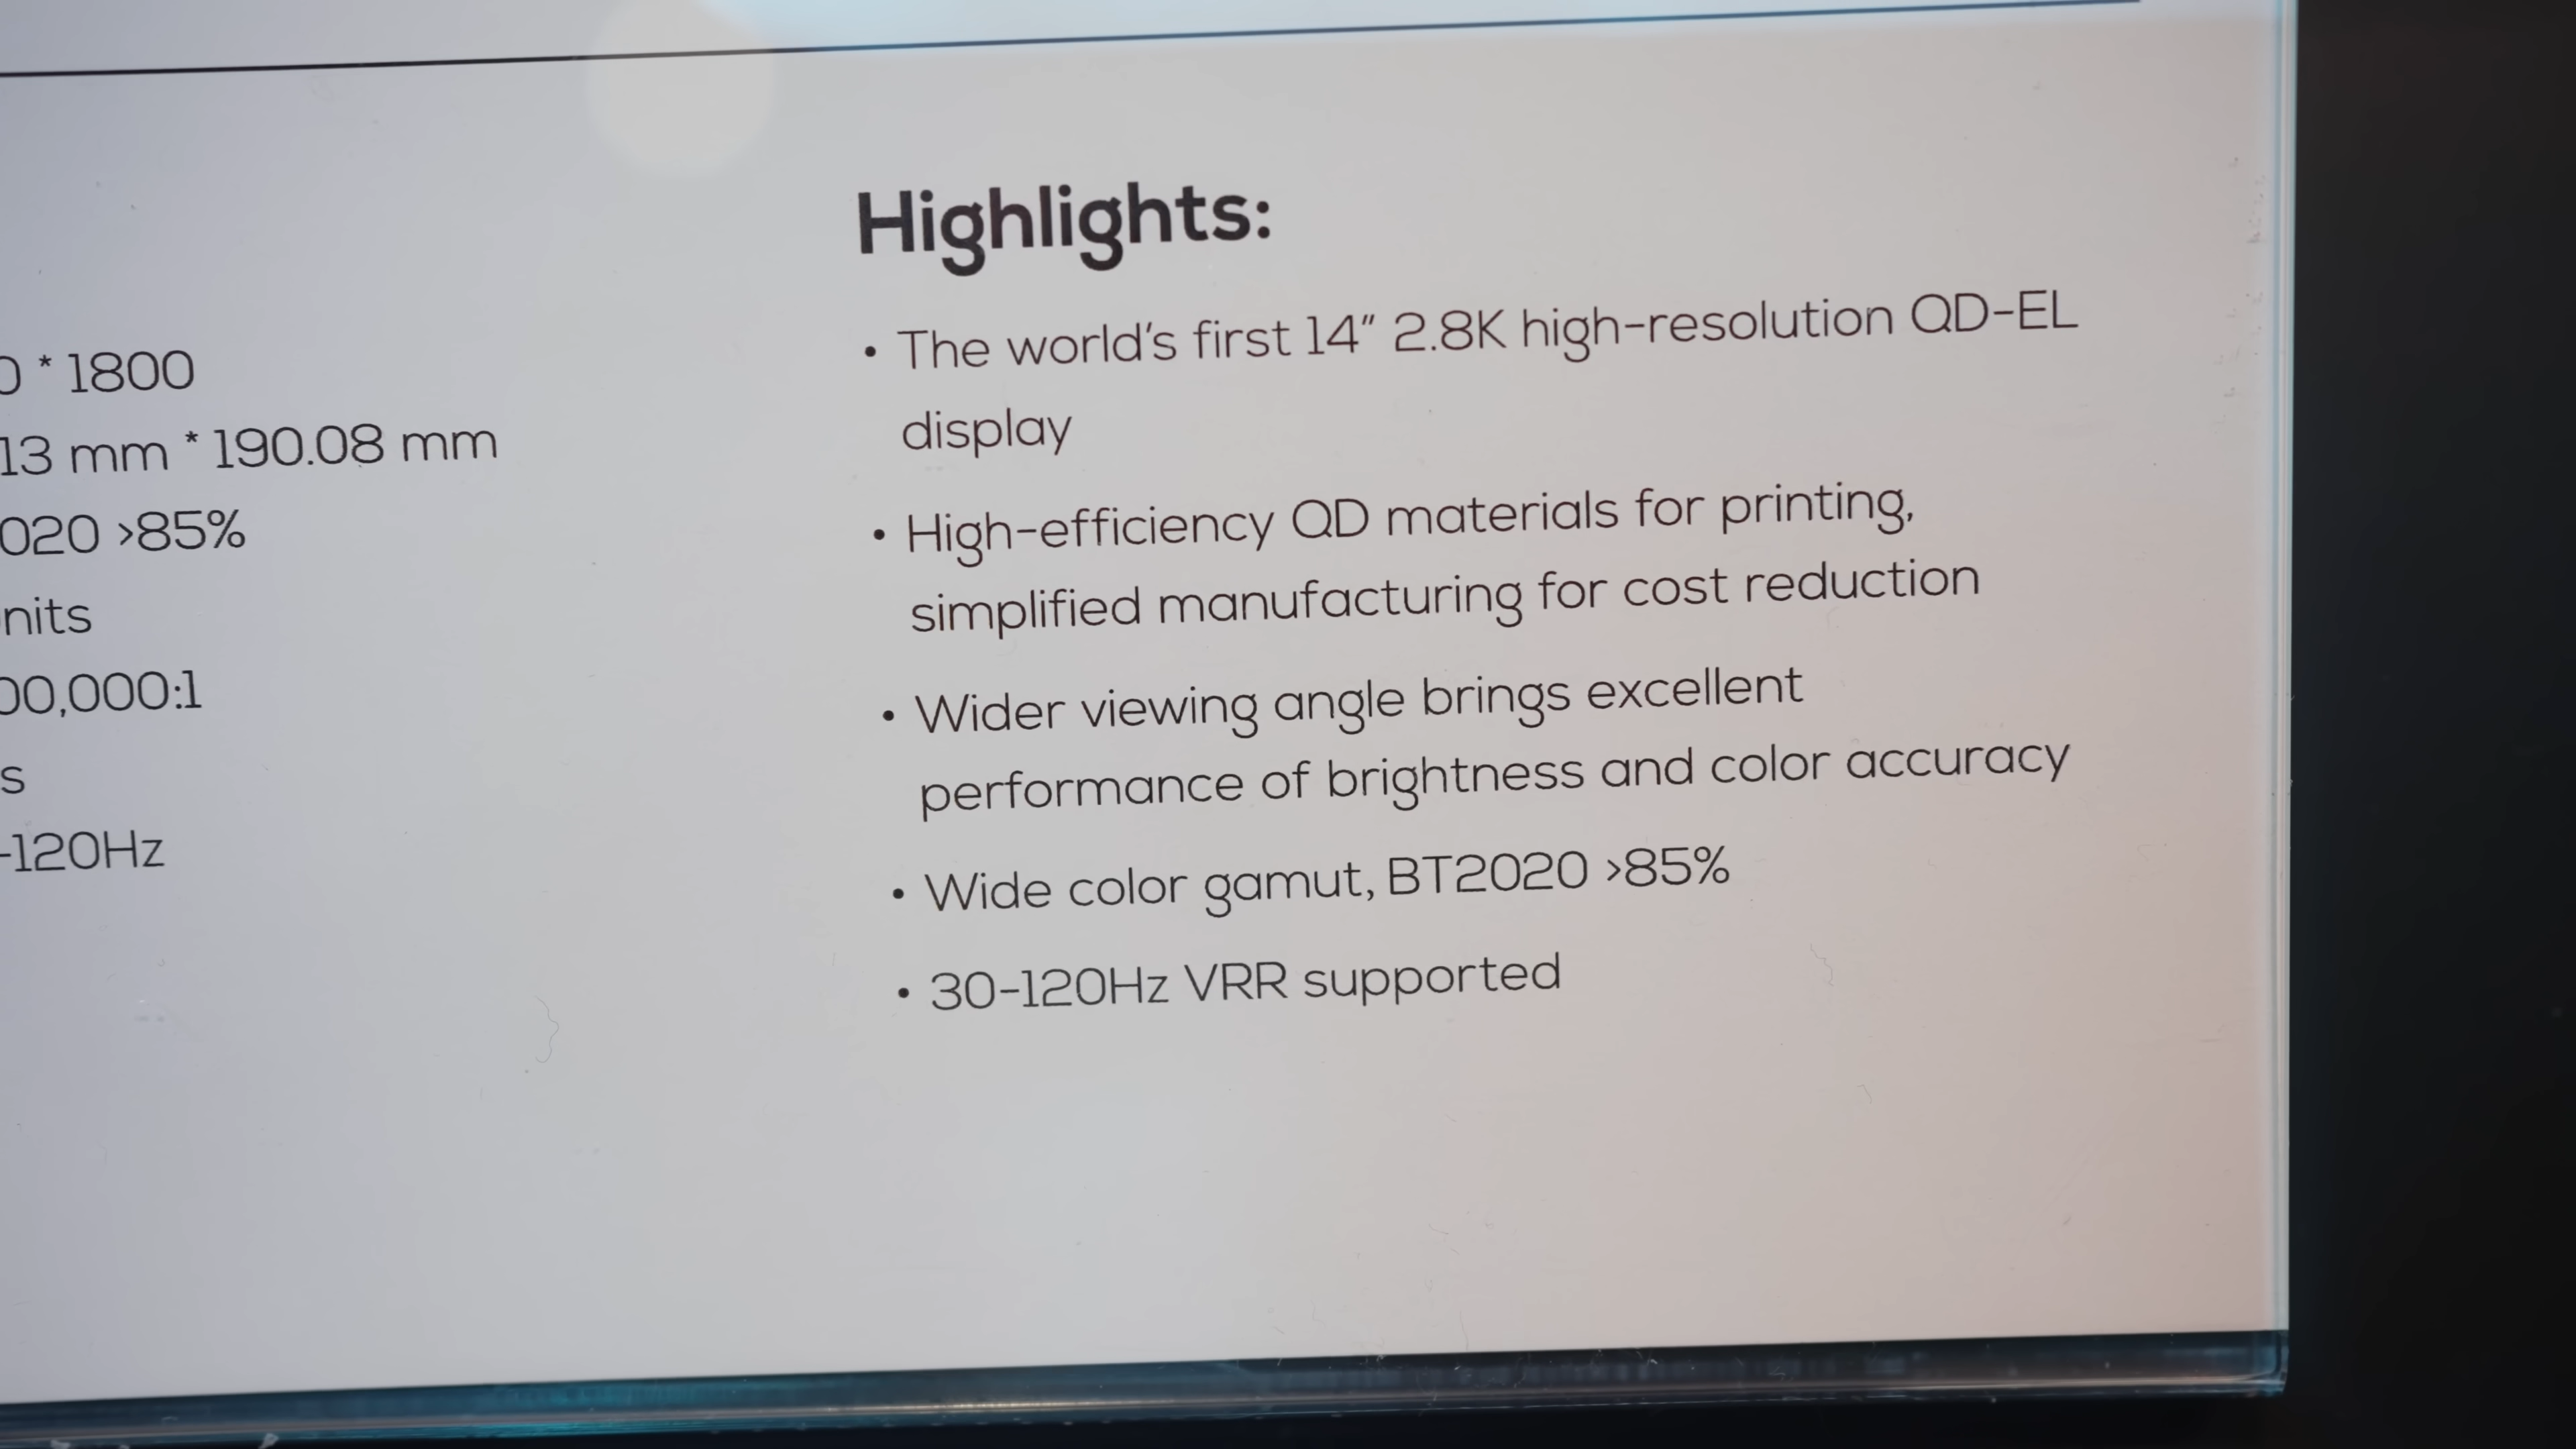 0 * 1800
13 mm * 190.08 mm
020 >85%
nits
00,000:1
s
-120Hz
Highlights:
• The world's first 14" 2.8K high-resolution QD-EL
display
• High-efficiency QD materials for printing,
simplified manufacturing for cost reduction
• Wider viewing angle brings excellent
performance of brightness and color accuracy
• Wide color gamut, BT2020 >85%
• 30-120Hz VRR supported